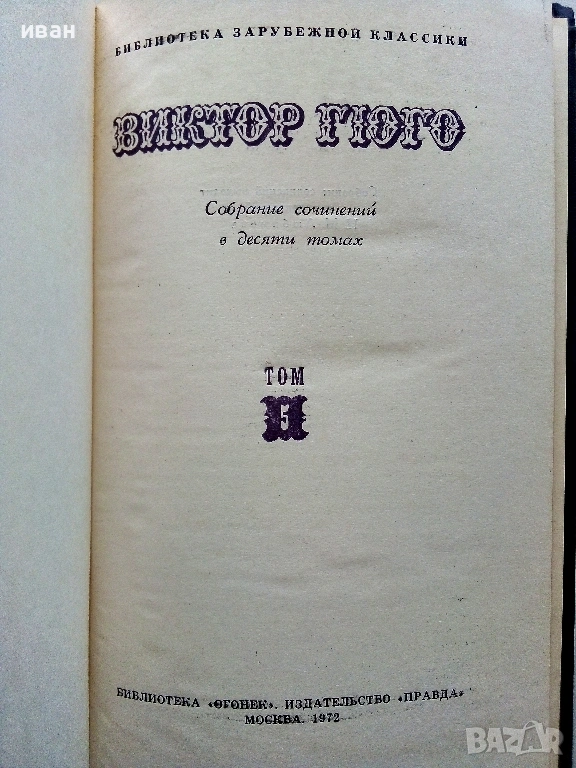 иван
БИБЛИОТЕКА ЗАРУБЕЖНОЙ КЛАССИКИ
ВИКТОР ГЮГО
Собрание сочинений
в десяти томах
ТОМ
5
БИБЛИОТЕКА «ОГОНЕК». ИЗДАТЕЛЬСТВО «ПРАВДА»
МОСКВА. 1972
BAZAR